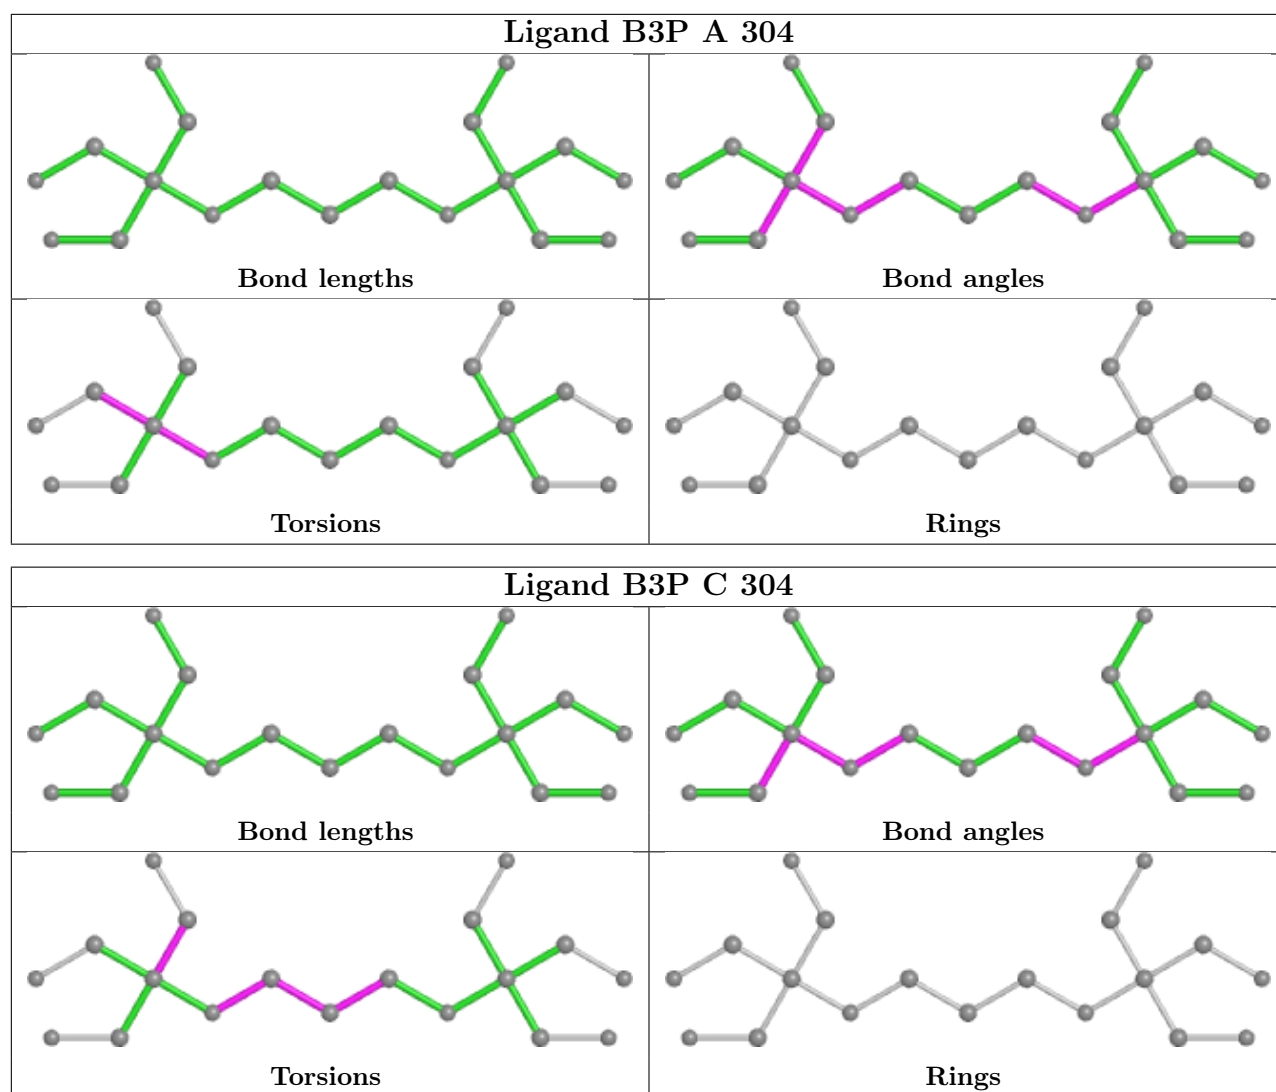 Ligand B3P A 304
Bond lengths
Bond angles
Torsions
Rings
Ligand B3P C 304
Bond lengths
Bond angles
Torsions
Rings